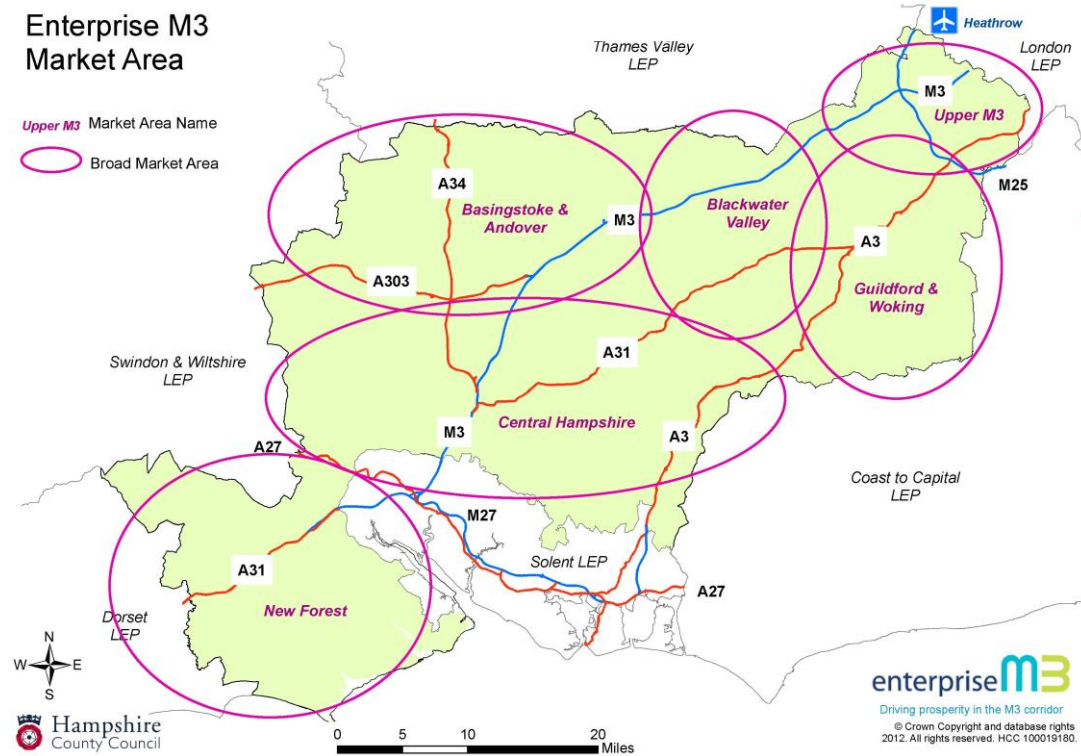 Enterprise M3
Market Area
Upper M3 Market Area Name
Broad Market Area
Heathrow
Thames Valley
LEP
London
LEP
M3
Upper M3
M25
A34
Basingstoke &
Andover
M3
Blackwater
Valley
A3
A303
Guildford &
Woking
A31
Swindon & Wiltshire
LEP
Central Hampshire
M3
A3
A27
Coast to Capital
LEP
M27
Solent LEP
A31
A27
New Forest
Dorset
LEP
N
W E
S
Hampshire
County Council
0 5 10 20
Miles
enterprise M3
Driving prosperity in the M3 corridor
© Crown Copyright and database rights
2012. All rights reserved. HCC 100019180.